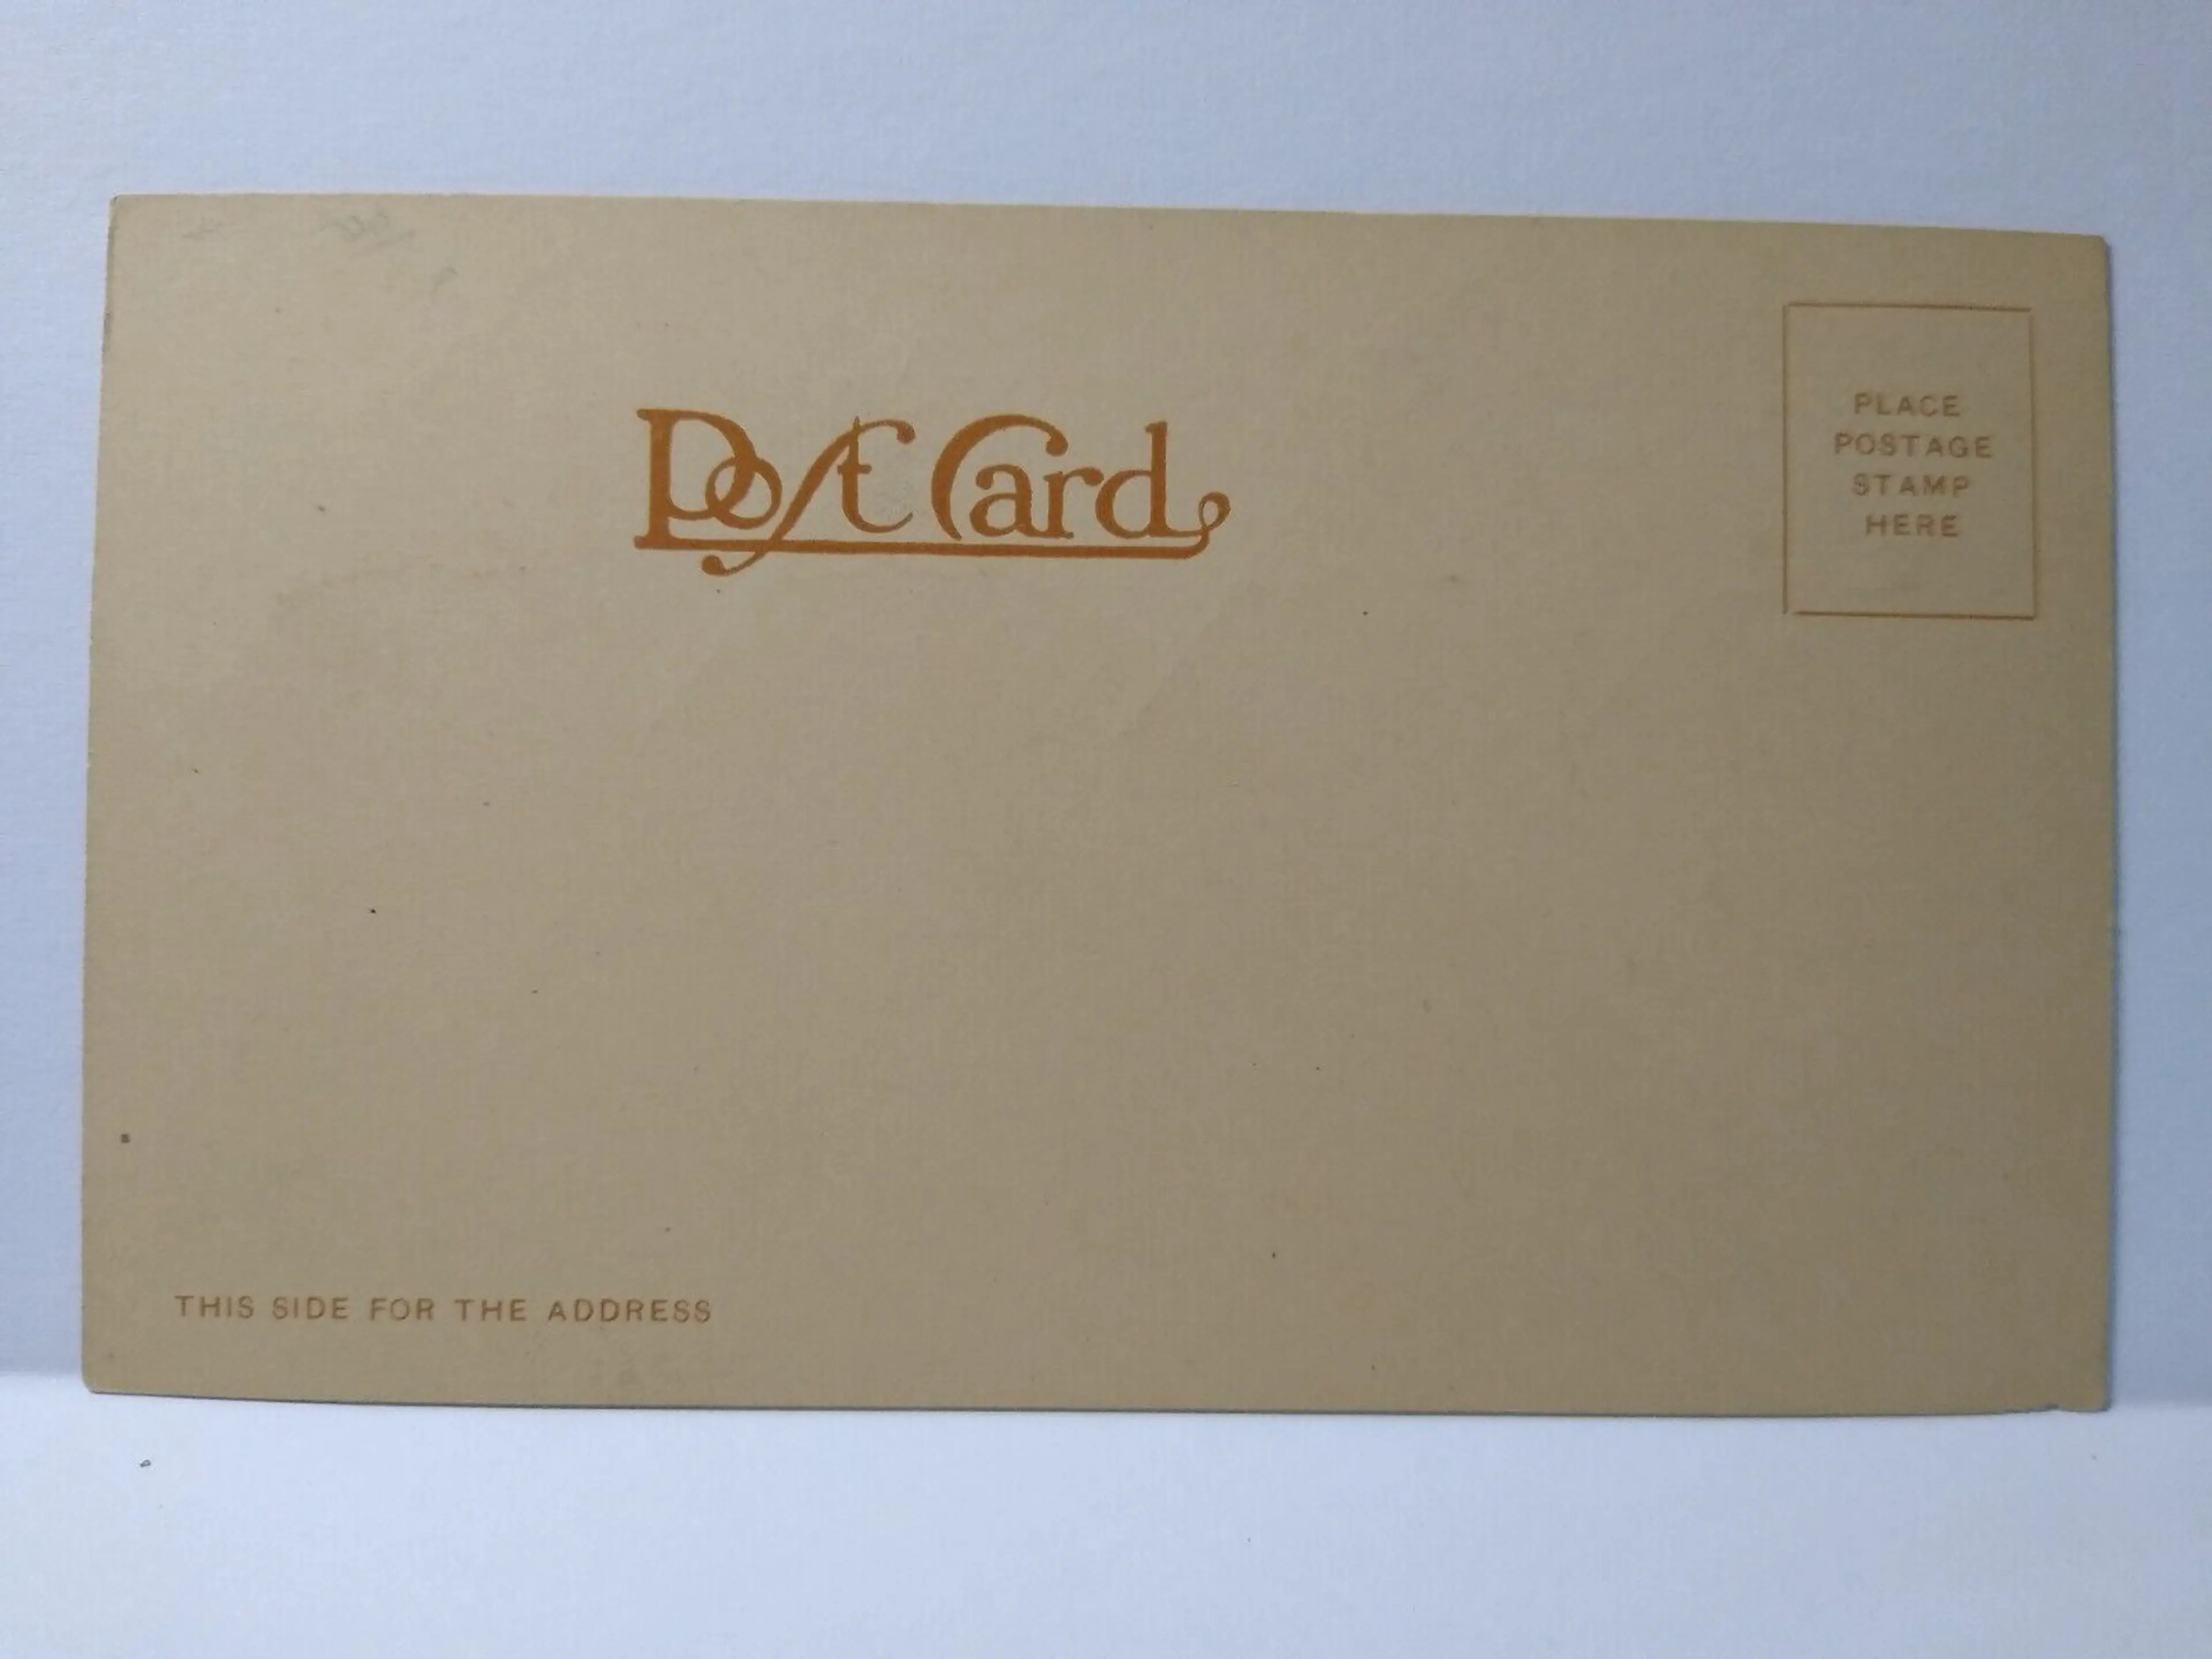 Post Card
PLACE
POSTAGE
STAMP
HERE
THIS SIDE FOR THE ADDRESS